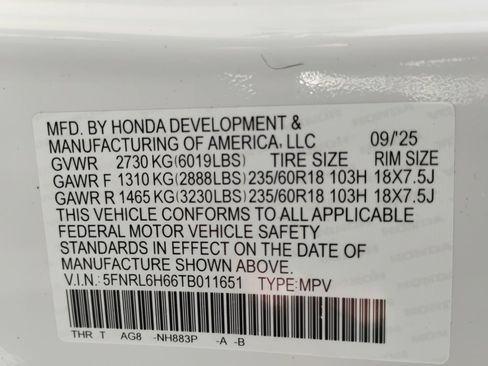 MFD. BY HONDA DEVELOPMENT &
MANUFACTURING OF AMERICA, LLC 09/'25
GVWR 2730 KG(6019LBS) TIRE SIZE RIM SIZE
GAWR F 1310 KG(2888LBS) 235/60R18 103H 18X7.5J
GAWR R 1465 KG(3230LBS) 235/60R18 103H 18X7.5J
THIS VEHICLE CONFORMS TO ALL APPLICABLE
FEDERAL MOTOR VEHICLE SAFETY
STANDARDS IN EFFECT ON THE DATE OF
MANUFACTURE SHOWN ABOVE.
V.I.N.: 5FNRL6H66TB011651 TYPE: MPV
THR T AG8 -NH883P -A -B